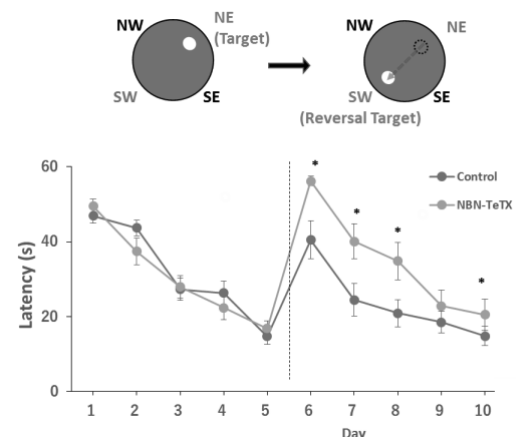 NW
NE
(Target)
SW
SE
NW
NE
SW
SE
(Reversal Target)
60
40
20
0
Latency (s)
* * * *
Control
NBN-TeTX
1 2 3 4 5 6 7 8 9 10
Day